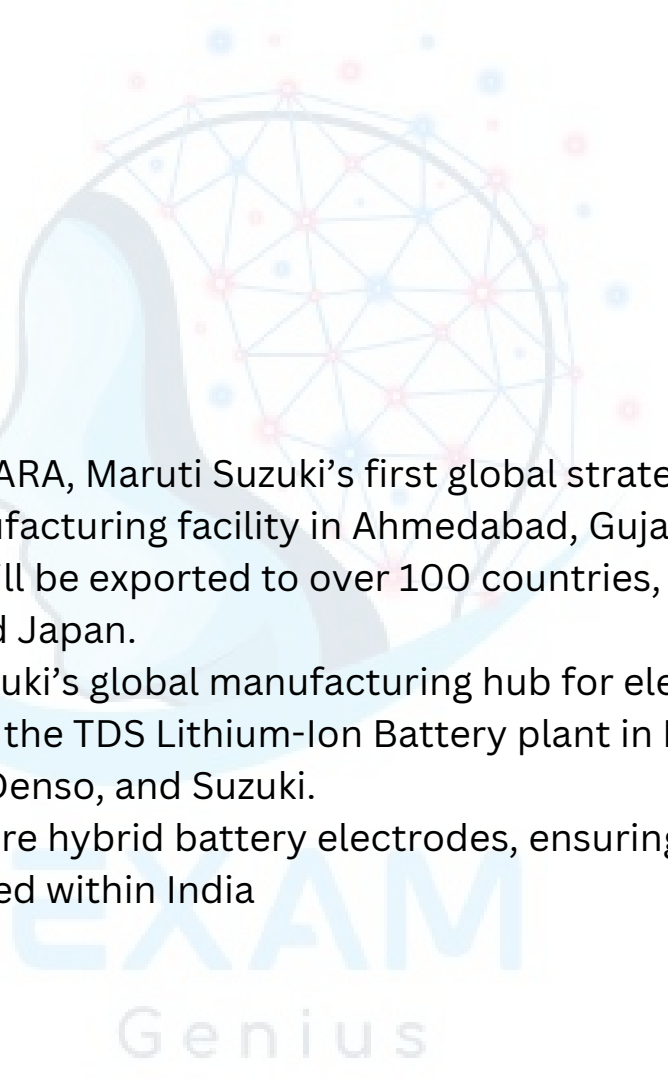 ARA, Maruti Suzuki’s first global strate
ufacturing facility in Ahmedabad, Guja
ll be exported to over 100 countries,
d Japan.
uki’s global manufacturing hub for ele
the TDS Lithium-Ion Battery plant in
Denso, and Suzuki.
re hybrid battery electrodes, ensuring
ed within India
EXAM
Genius